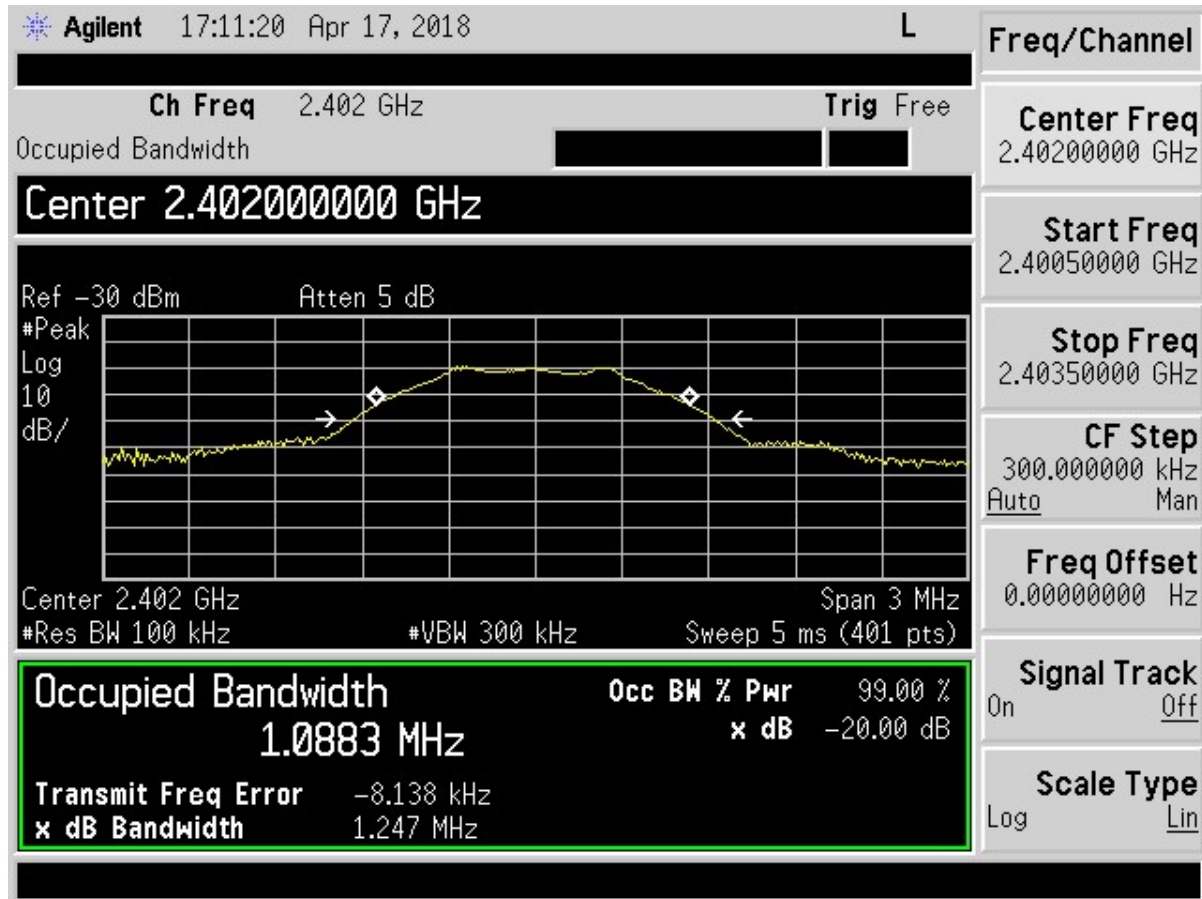 Agilent 17:11:20 Apr 17, 2018 L
Ch Freq 2.402 GHz Trig Free
Occupied Bandwidth
Center 2.402000000 GHz
Ref -30 dBm Atten 5 dB
#Peak
Log
10
dB/
Center 2.402 GHz Span 3 MHz
#Res BW 100 kHz #VBW 300 kHz Sweep 5 ms (401 pts)
Occupied Bandwidth Occ BW % Pwr 99.00 %
1.0883 MHz x dB -20.00 dB
Transmit Freq Error -8.138 kHz
x dB Bandwidth 1.247 MHz
Freq/Channel
Center Freq
2.40200000 GHz
Start Freq
2.40050000 GHz
Stop Freq
2.40350000 GHz
CF Step
300.000000 kHz
Auto Man
Freq Offset
0.00000000 Hz
Signal Track
On Off
Scale Type
Log Lin